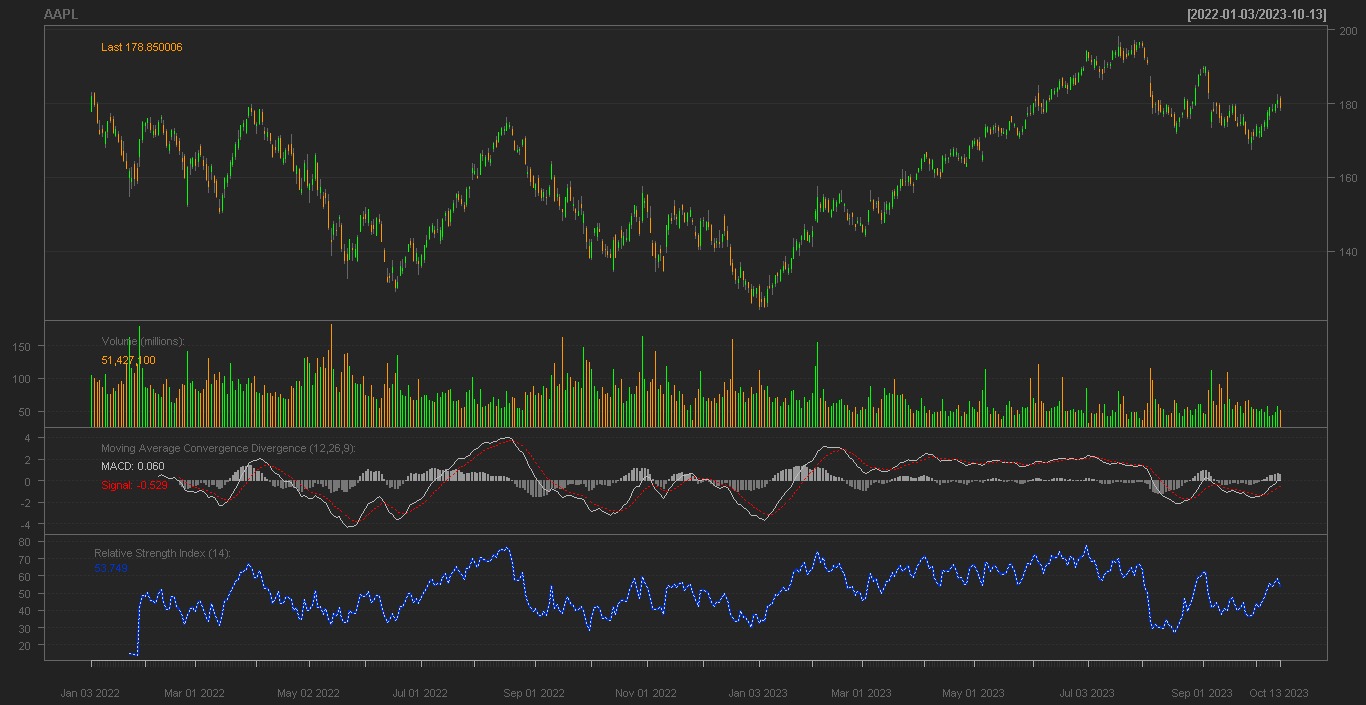 AAPL [2022-01-03/2023-10-13]
Last 178.850006
200
180
160
140
Volume (millions):
51,427,100
150
100
50
Moving Average Convergence Divergence (12,26,9):
MACD: 0.060
Signal: -0.529
4
2
0
-2
-4
Relative Strength Index (14):
53.749
80
70
60
50
40
30
20
Jan 03 2022 Mar 01 2022 May 02 2022 Jul 01 2022 Sep 01 2022 Nov 01 2022 Jan 03 2023 Mar 01 2023 May 01 2023 Jul 03 2023 Sep 01 2023 Oct 13 2023